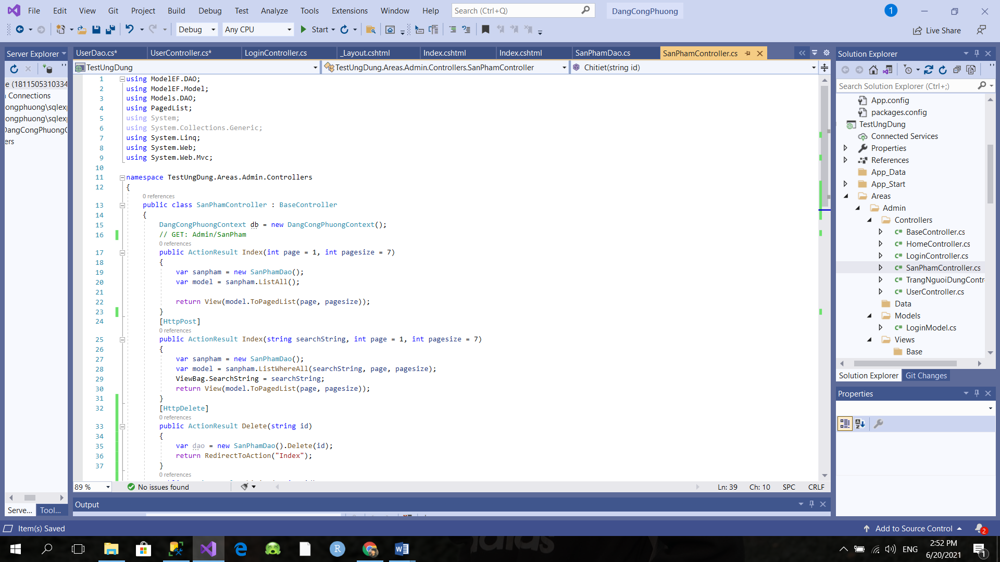 File Edit View Git Project Build Debug Test Analyze Tools Extensions Window Help Search (Ctrl+Q) DangCongPhuong 1
Debug Any CPU Start Live Share
Server Explorer UserDao.cs* UserController.cs* LoginController.cs _Layout.cshtml Index.cshtml Index.cshtml SanPhamDao.cs SanPhamController.cs
TestUngDung TestUngDung.Areas.Admin.Controllers.SanPhamController Chitiet(string id)
e (1811505310334
Connections
ongphuong\sqlexp
ongphuong\sqlexp
DangCongPhuongC
ers
1 using ModelEF.DAO;
2 using ModelEF.Model;
3 using Models.DAO;
4 using PagedList;
5 using System;
6 using System.Collections.Generic;
7 using System.Linq;
8 using System.Web;
9 using System.Web.Mvc;
10
11 namespace TestUngDung.Areas.Admin.Controllers
12 {
0 references
13 public class SanPhamController : BaseController
14 {
15 DangCongPhuongContext db = new DangCongPhuongContext();
16 // GET: Admin/SanPham
0 references
17 public ActionResult Index(int page = 1, int pagesize = 7)
18 {
19 var sanpham = new SanPhamDao();
20 var model = sanpham.ListAll();
21
22 return View(model.ToPagedList(page, pagesize));
23 }
24 [HttpPost]
0 references
25 public ActionResult Index(string searchString, int page = 1, int pagesize = 7)
26 {
27 var sanpham = new SanPhamDao();
28 var model = sanpham.ListWhereAll(searchString, page, pagesize);
29 ViewBag.SearchString = searchString;
30 return View(model.ToPagedList(page, pagesize));
31 }
32 [HttpDelete]
0 references
33 public ActionResult Delete(string id)
34 {
35 var dao = new SanPhamDao().Delete(id);
36 return RedirectToAction("Index");
37 }
0 references
89 % No issues found Ln: 39 Ch: 10 SPC CRLF
Serve... Tool...
Output
Solution Explorer
Search Solution Explorer (Ctrl+;)
App.config
packages.config
TestUngDung
Connected Services
Properties
References
App_Data
App_Start
Areas
Admin
Controllers
C# BaseController.cs
C# HomeController.cs
C# LoginController.cs
C# SanPhamController.cs
C# TrangNguoiDungContr
C# UserController.cs
Data
Models
C# LoginModel.cs
Views
Base
Solution Explorer Git Changes
Properties
Item(s) Saved Add to Source Control 2
ENG 2:52 PM
6/20/2021 1